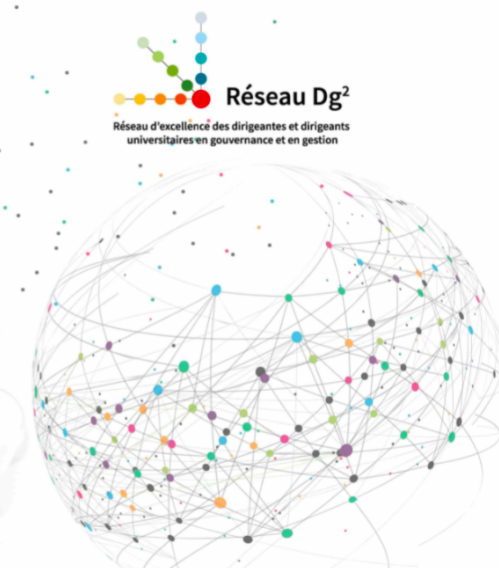 Réseau Dg²
Réseau d'excellence des dirigeantes et dirigeants
universitaires en gouvernance et en gestion